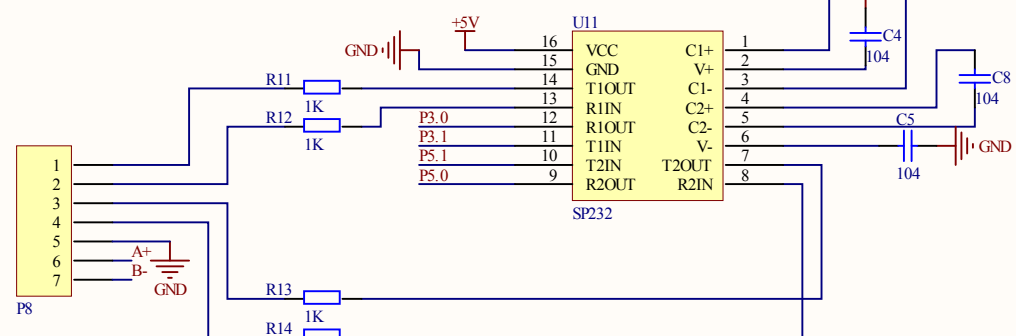 +5V
U11
GND
16 VCC C1+ 1
15 GND V+ 2
14 T1OUT C1- 3
13 R1IN C2+ 4
12 R1OUT C2- 5
11 T1IN V- 6
10 T2IN T2OUT 7
9 R2OUT R2IN 8
SP232
C4
104
C8
104
C5
104
GND
R11
1K
R12
1K
P3.0
P3.1
P5.1
P5.0
1
2
3
4
5
6
7
A+
B-
GND
P8
R13
1K
R14